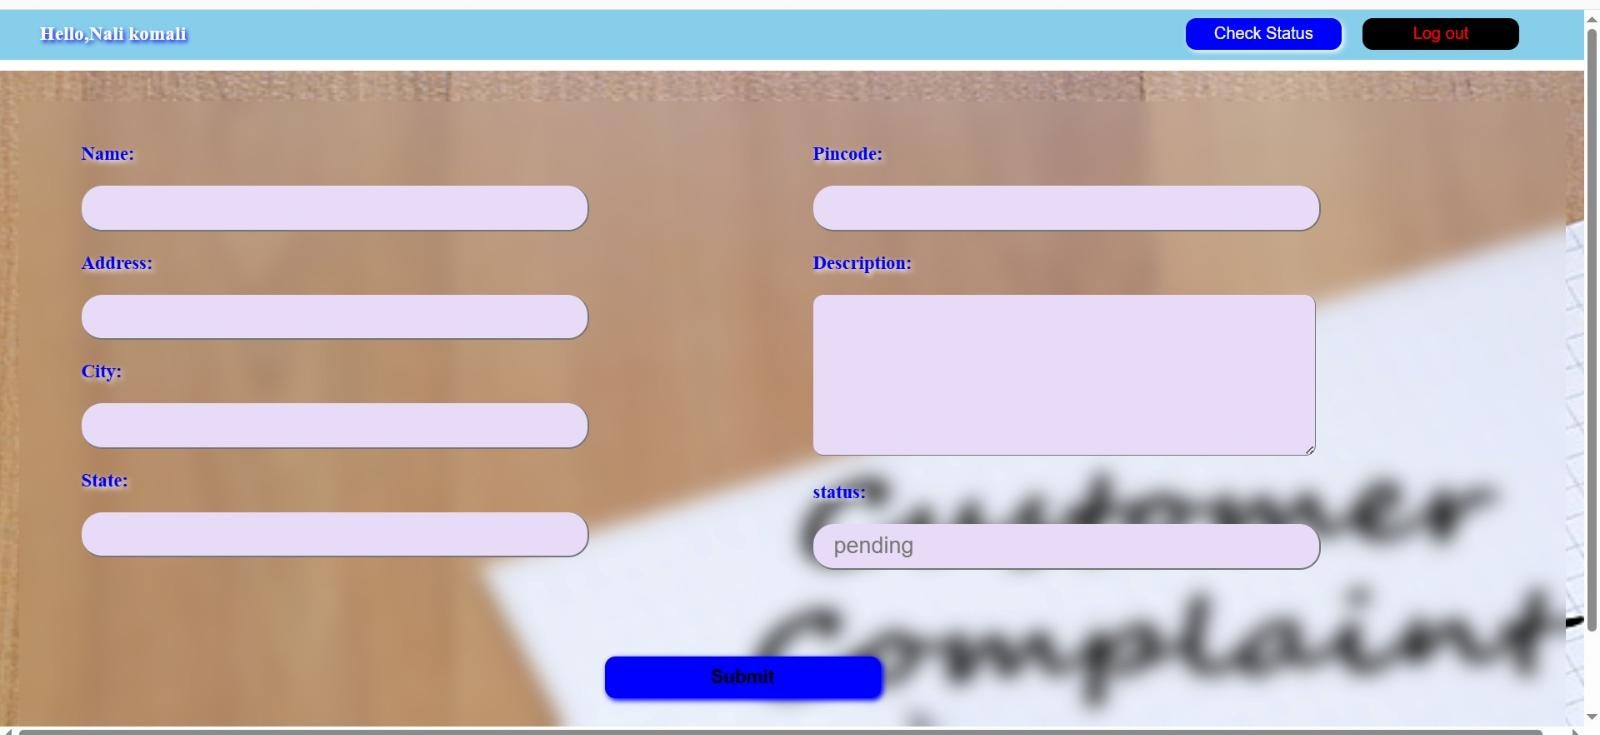 Hello,Nali komali
Check Status
Log out
Name:
Pincode:
Address:
Description:
City:
State:
status:
pending
Customer
Complaint
Submit